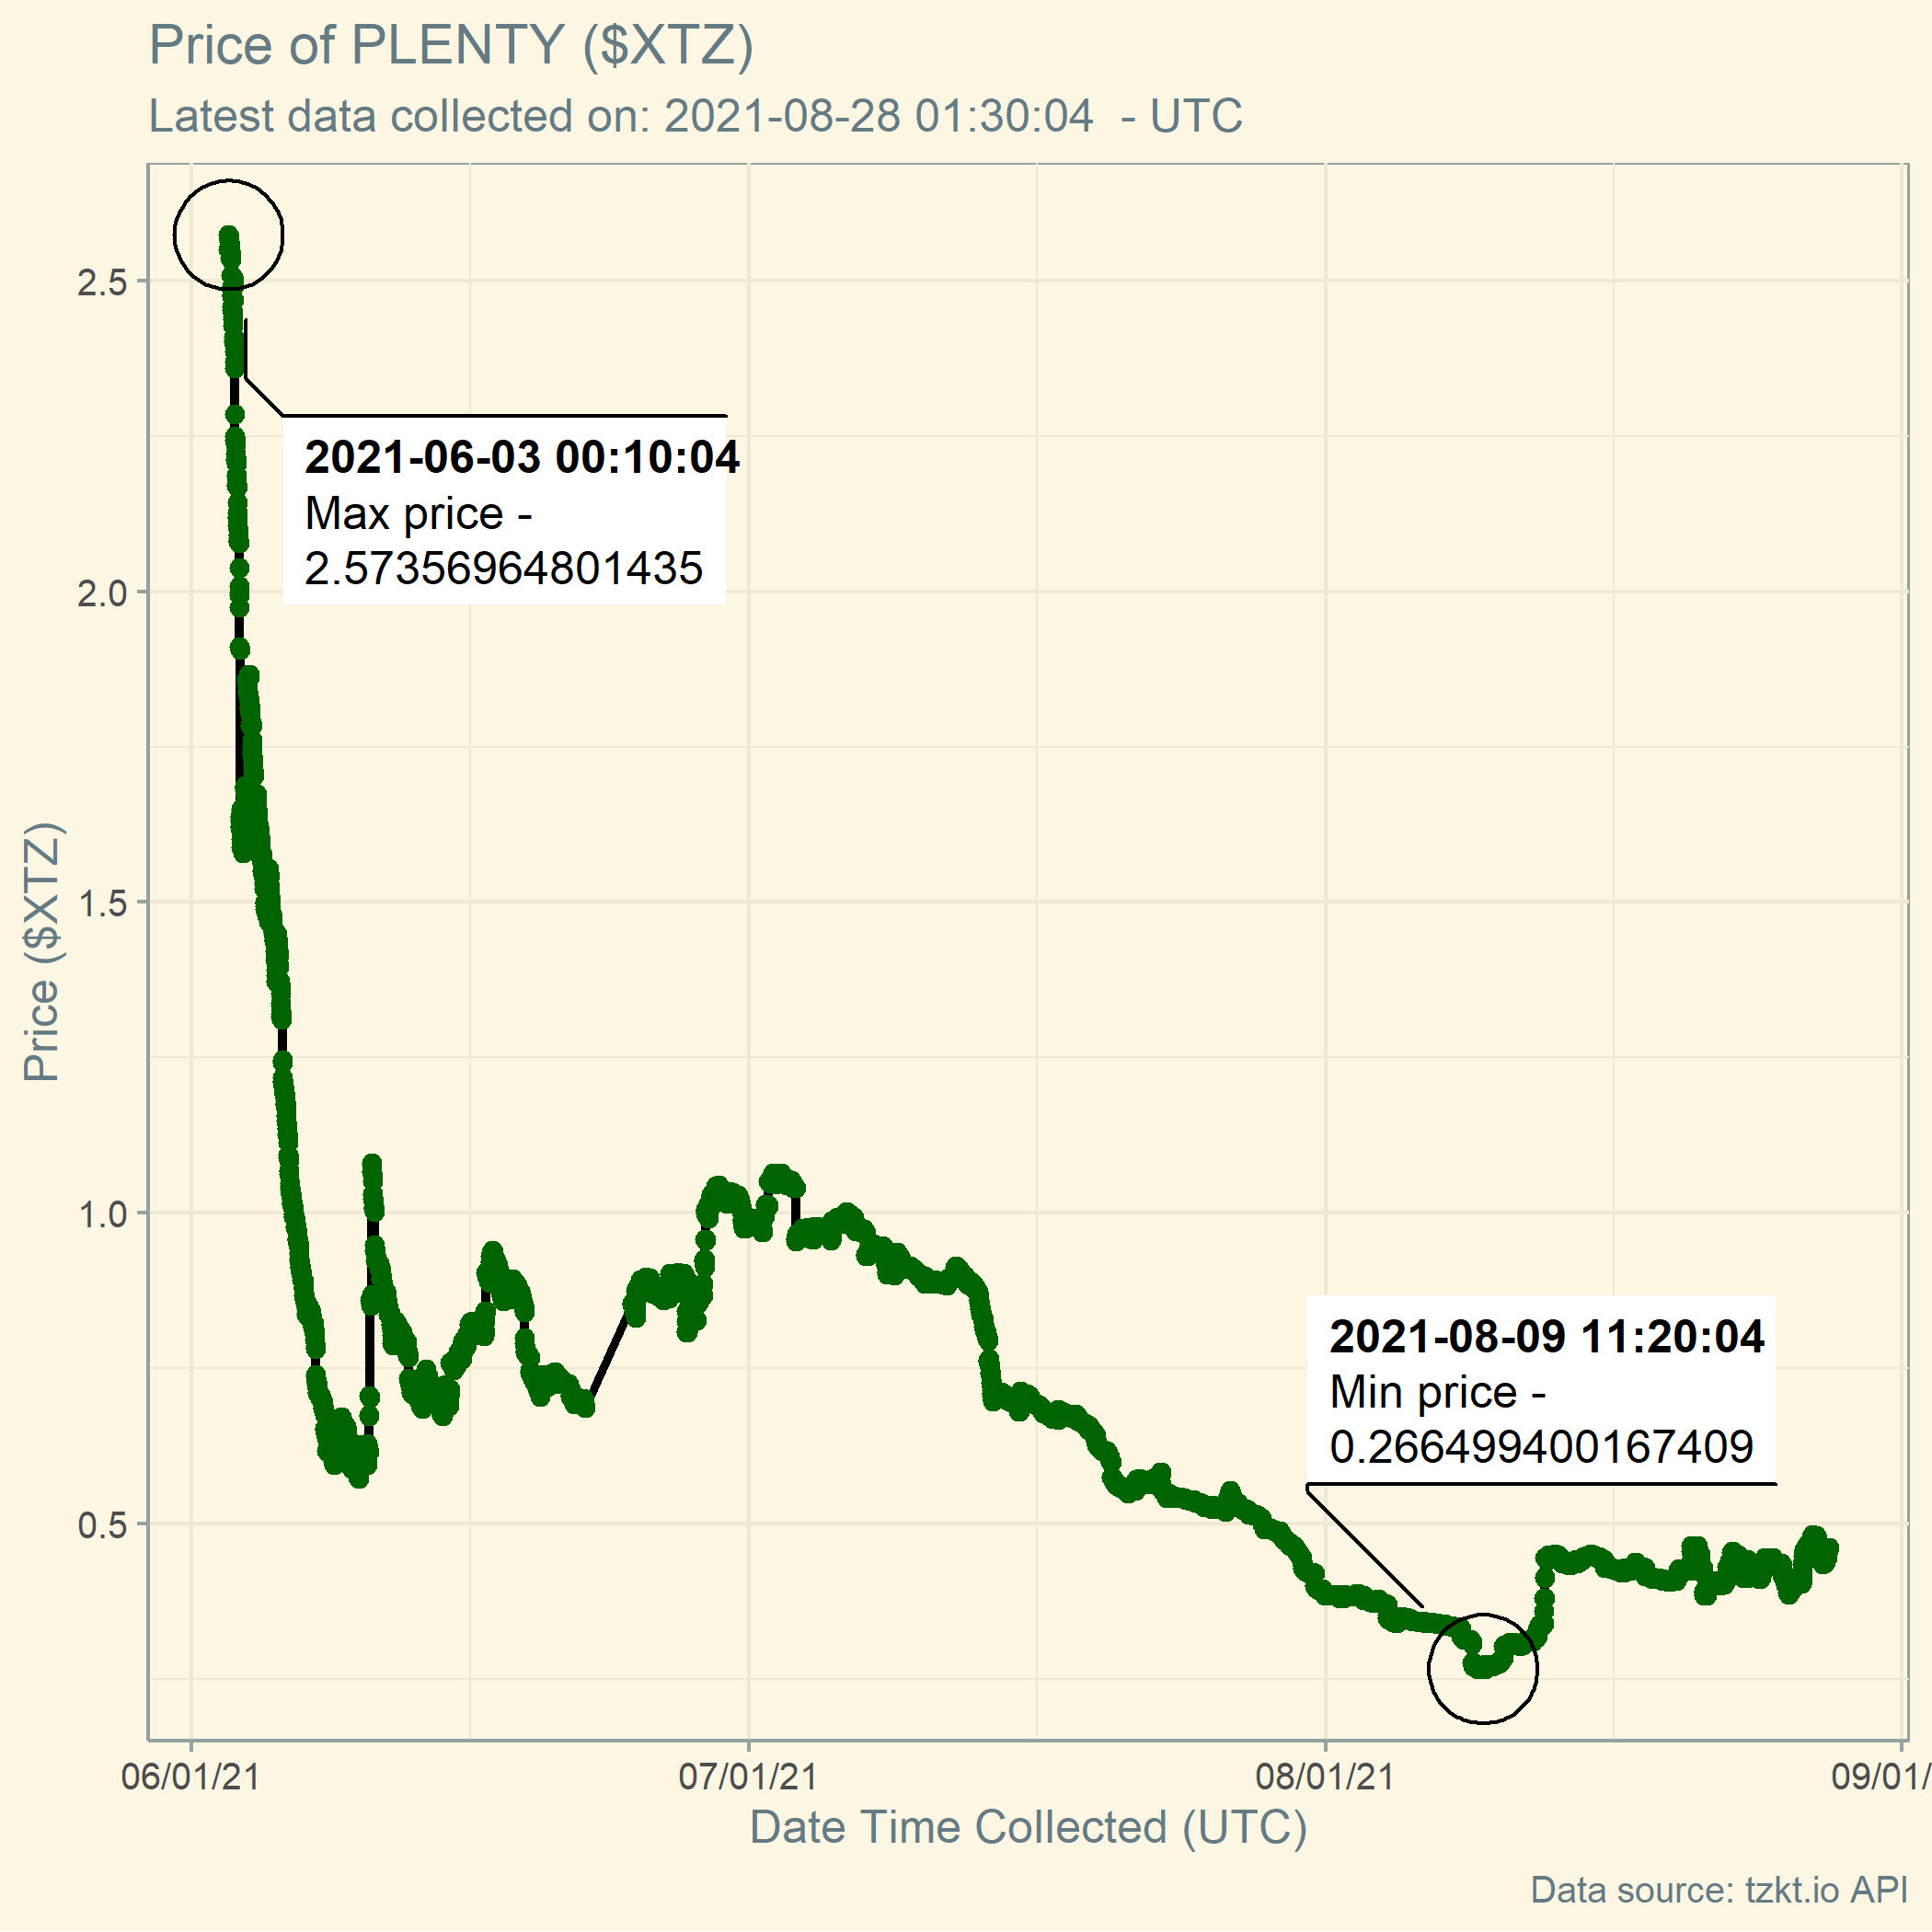 Price of PLENTY ($XTZ)
Latest data collected on: 2021-08-28 01:30:04  - UTC
2.5
2.0
1.5
1.0
0.5
Price ($XTZ)
2021-06-03 00:10:04
Max price -
2.57356964801435
2021-08-09 11:20:04
Min price -
0.266499400167409
06/01/21
07/01/21
08/01/21
09/01/
Date Time Collected (UTC)
Data source: tzkt.io API